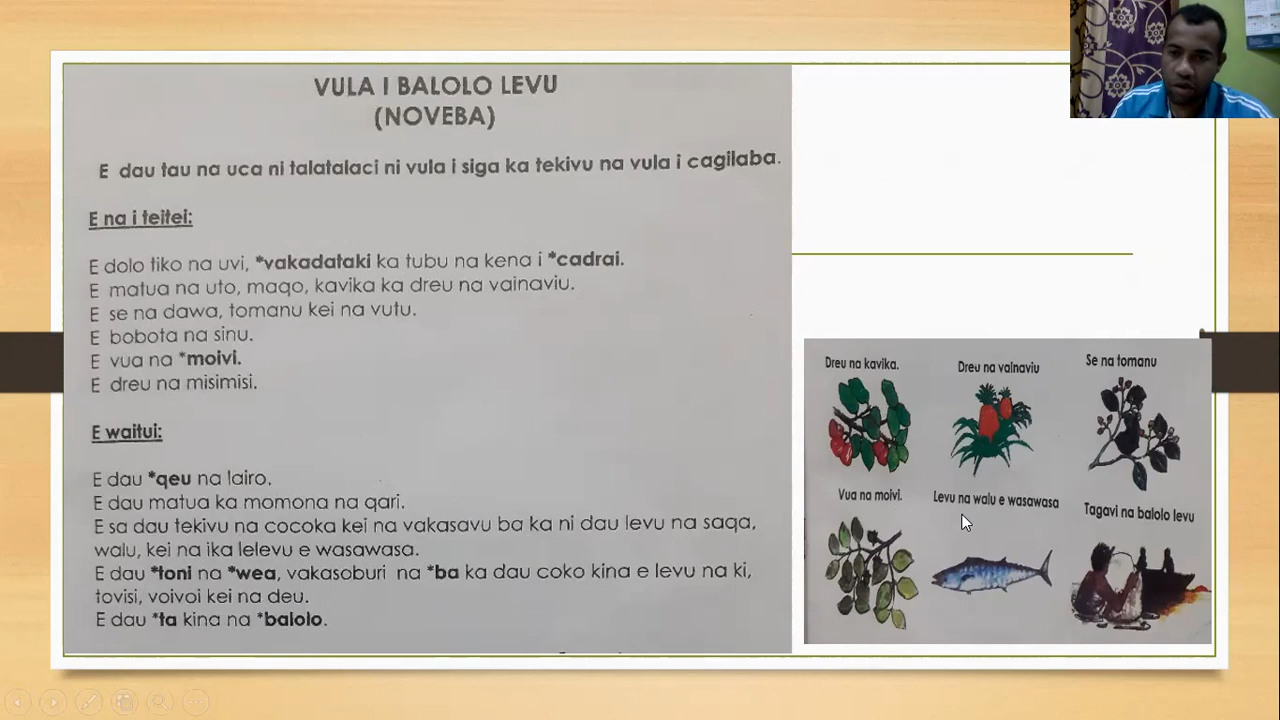 VULA I BALOLO LEVU
(NOVEBA)
E dau tau na uca ni talatalaci ni vula i siga ka tekivu na vula i cagilaba.
E na i teitei:
E dolo tiko na uvi, *vakadataki ka tubu na kena i *cadrai.
E matua na uto, maqo, kavika ka dreu na vainaviu.
E se na dawa, tomanu kei na vutu.
E bobota na sinu.
E vua na *moivi.
E dreu na misimisi.
E waitui:
E dau *qeu na lairo.
E dau matua ka momona na qari.
E sa dau tekivu na cocoka kei na vakasavu ba ka ni dau levu na saqa,
walu, kei na ika lelevu e wasawasa.
E dau *toni na *wea, vakasoburi na *ba ka dau coko kina e levu na ki,
tovisi, voivoi kei na deu.
E dau *ta kina na *balolo.
Dreu na kavika.
Dreu na vainaviu
Se na tomanu
Vua na moivi.
Levu na walu e wasawasa
Tagavi na balolo levu